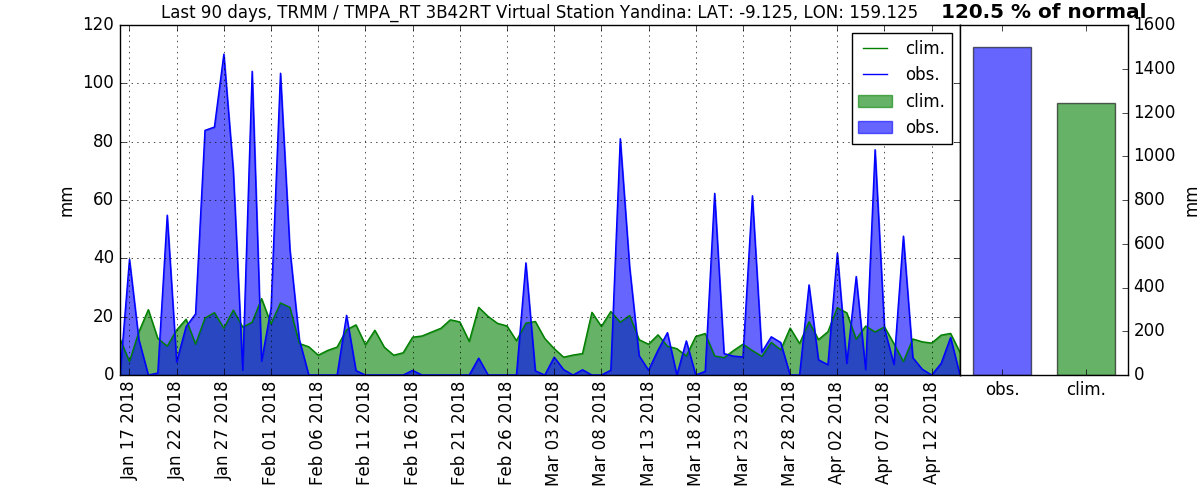 Last 90 days, TRMM / TMPA_RT 3B42RT Virtual Station Yandina: LAT: -9.125, LON: 159.125
120.5 % of normal
120
100
80
60
40
20
0
mm
clim.
obs.
clim.
obs.
1600
1400
1200
1000
800
600
400
200
0
mm
Jan 17 2018
Jan 22 2018
Jan 27 2018
Feb 01 2018
Feb 06 2018
Feb 11 2018
Feb 16 2018
Feb 21 2018
Feb 26 2018
Mar 03 2018
Mar 08 2018
Mar 13 2018
Mar 18 2018
Mar 23 2018
Mar 28 2018
Apr 02 2018
Apr 07 2018
Apr 12 2018
obs.
clim.